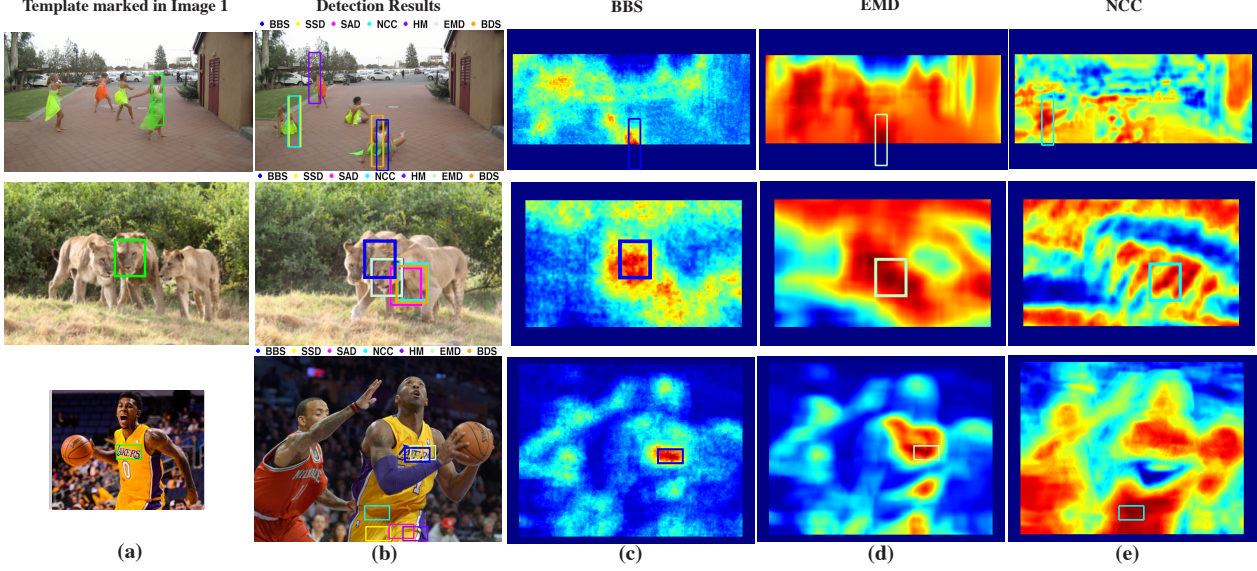 Template marked in Image 1 Detection Results BBS EMD NCC
BBS SSD SAD NCC HM EMD BDS
BBS SSD SAD NCC HM EMD BDS
BBS SSD SAD NCC HM EMD BDS
0
(a) (b) (c) (d) (e)